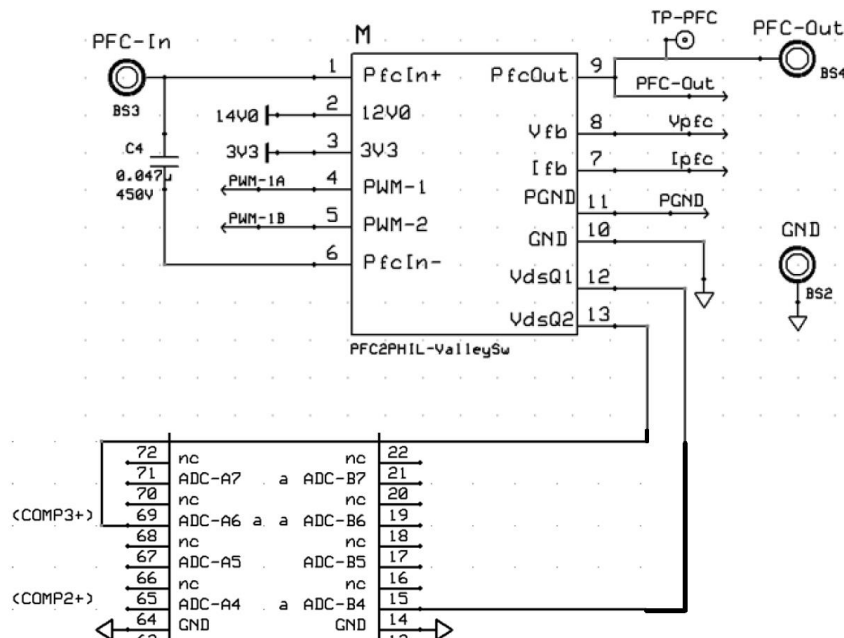 TP-PFC
PFC-In
M
PFC-Out
BS3
BS4
1 PfcIn+ PfcOut 9
PFC-Out
14V0 2 12V0 Vfb 8 Vpfc
C4
0.047μ
450V
3V3 3 3V3 Ifb 7 Ipfc
PWM-1A 4 PWM-1 PGND 11 PGND
PWM-1B 5 PWM-2 GND 10
GND
BS2
6 PfcIn- VdsQ1 12
VdsQ2 13
PFC2PHIL-ValleySw
72 nc nc 22
71 ADC-A7 a ADC-B7 21
70 nc nc 20
(COMP3+) 69 ADC-A6 a a ADC-B6 19
68 nc nc 18
67 ADC-A5 ADC-B5 17
66 nc nc 16
(COMP2+) 65 ADC-A4 a ADC-B4 15
64 GND GND 14